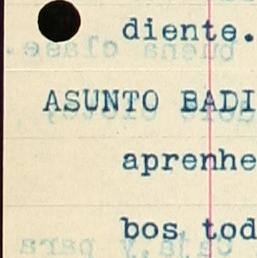 diente.
ASUNTO BADI
aprenhe
bos tod